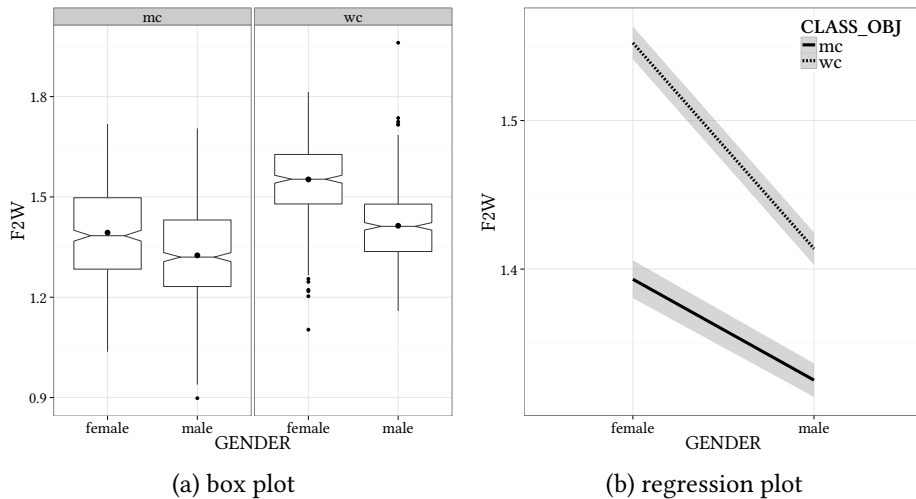 mc wc
F2W
1.8
1.5
1.2
0.9
female male female male
GENDER
(a) box plot
CLASS_OBJ
mc
wc
F2W
1.5
1.4
female male
GENDER
(b) regression plot